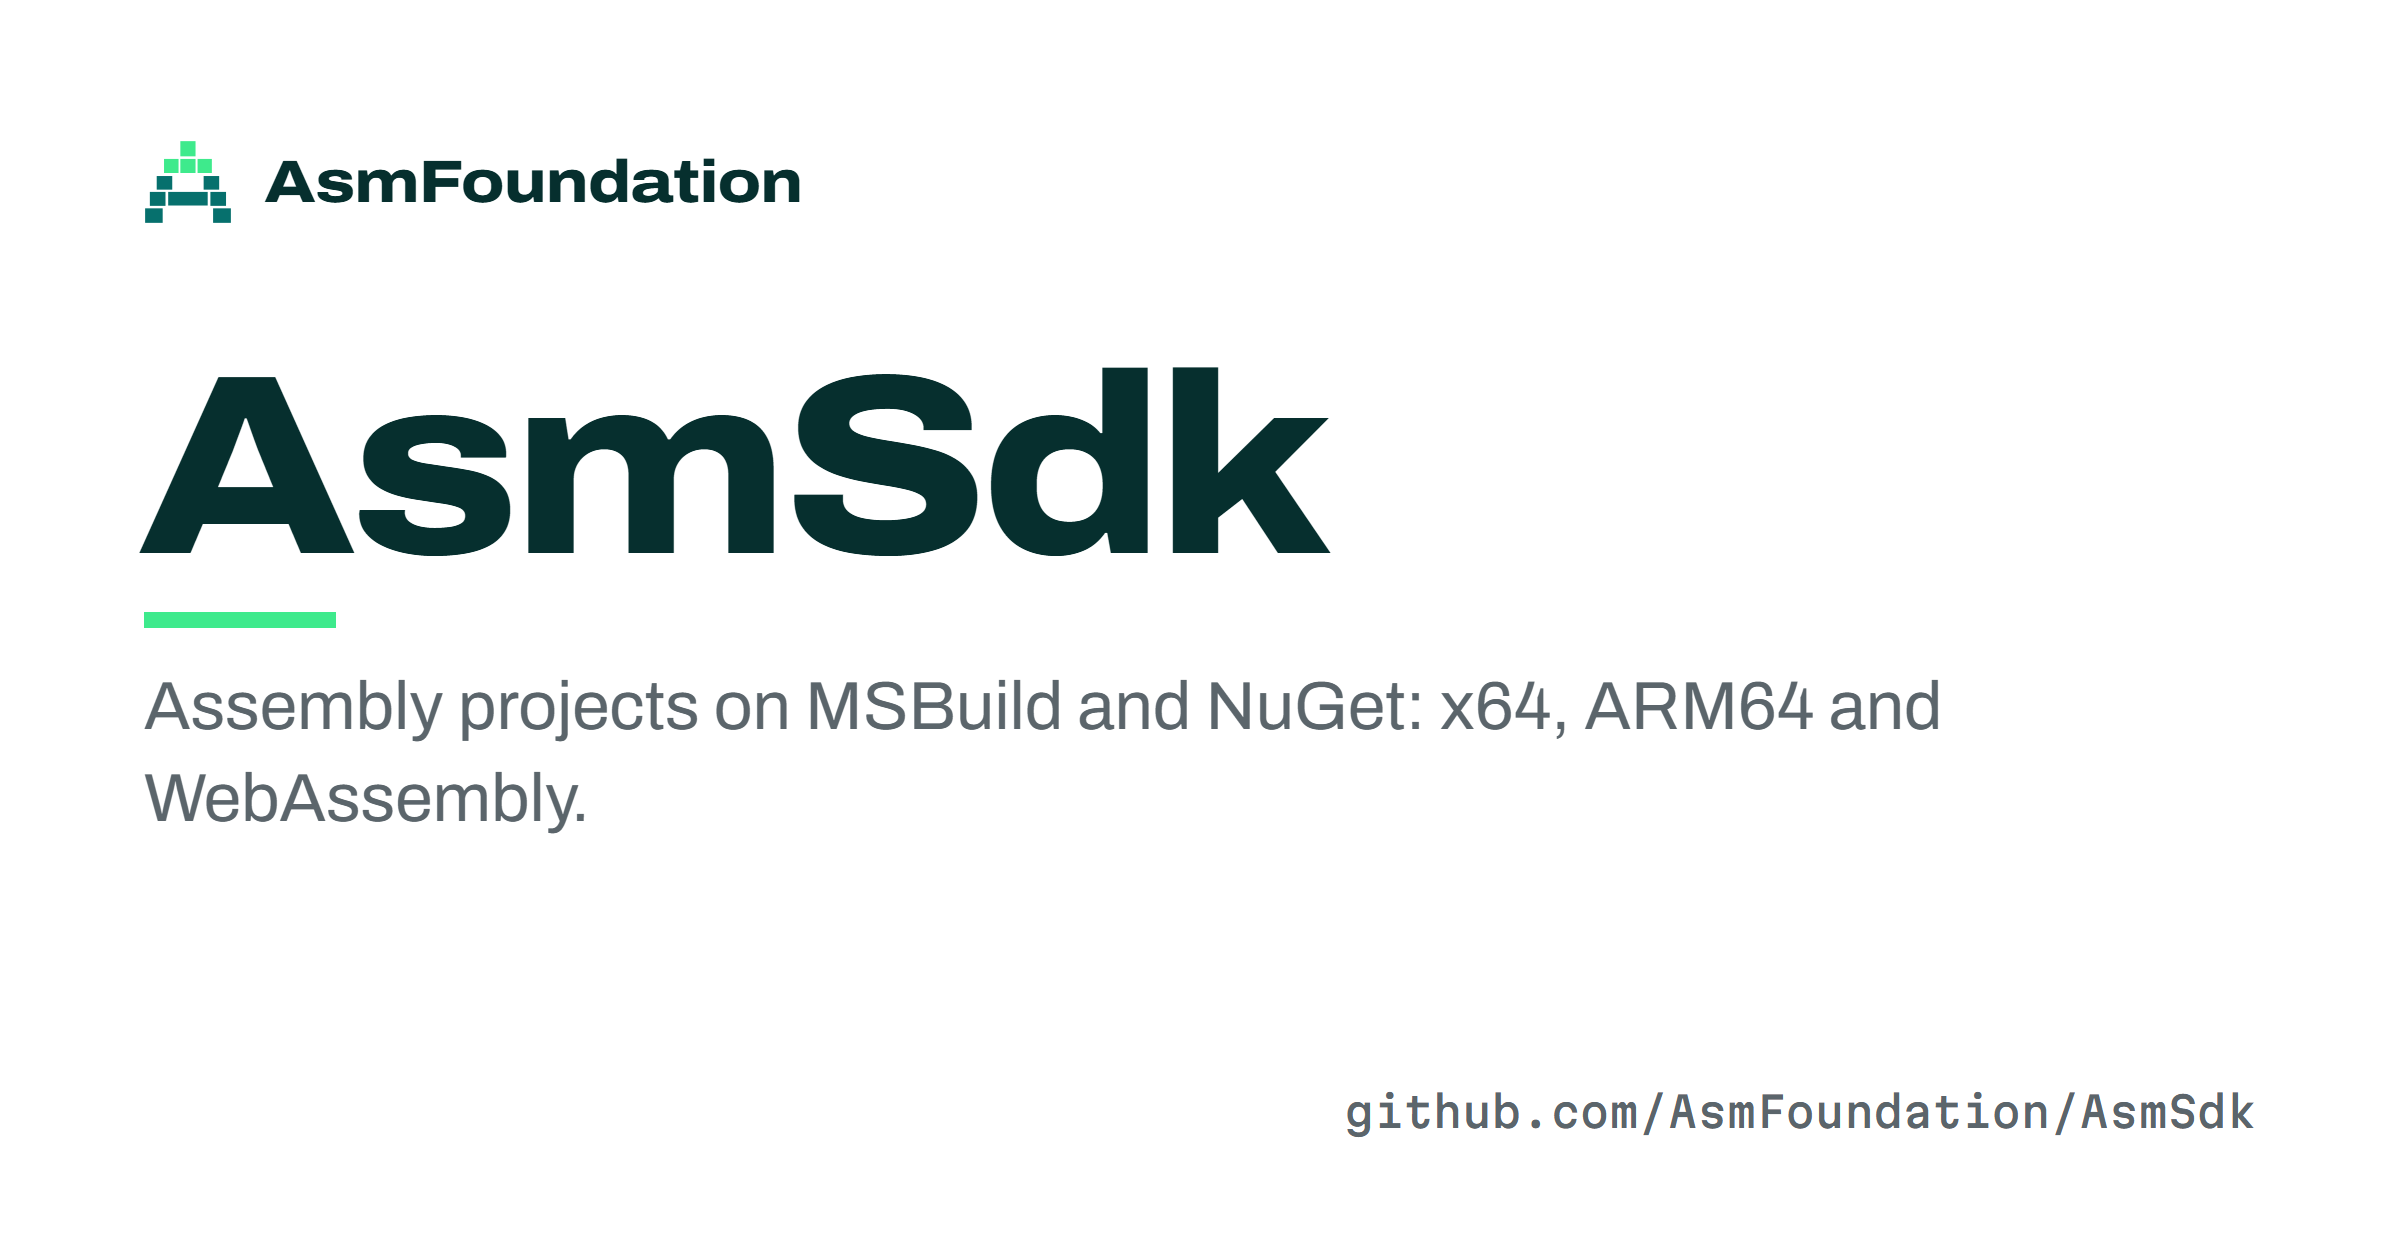 AsmFoundation
AsmSdk
Assembly projects on MSBuild and NuGet: x64, ARM64 and
WebAssembly.
github.com/AsmFoundation/AsmSdk